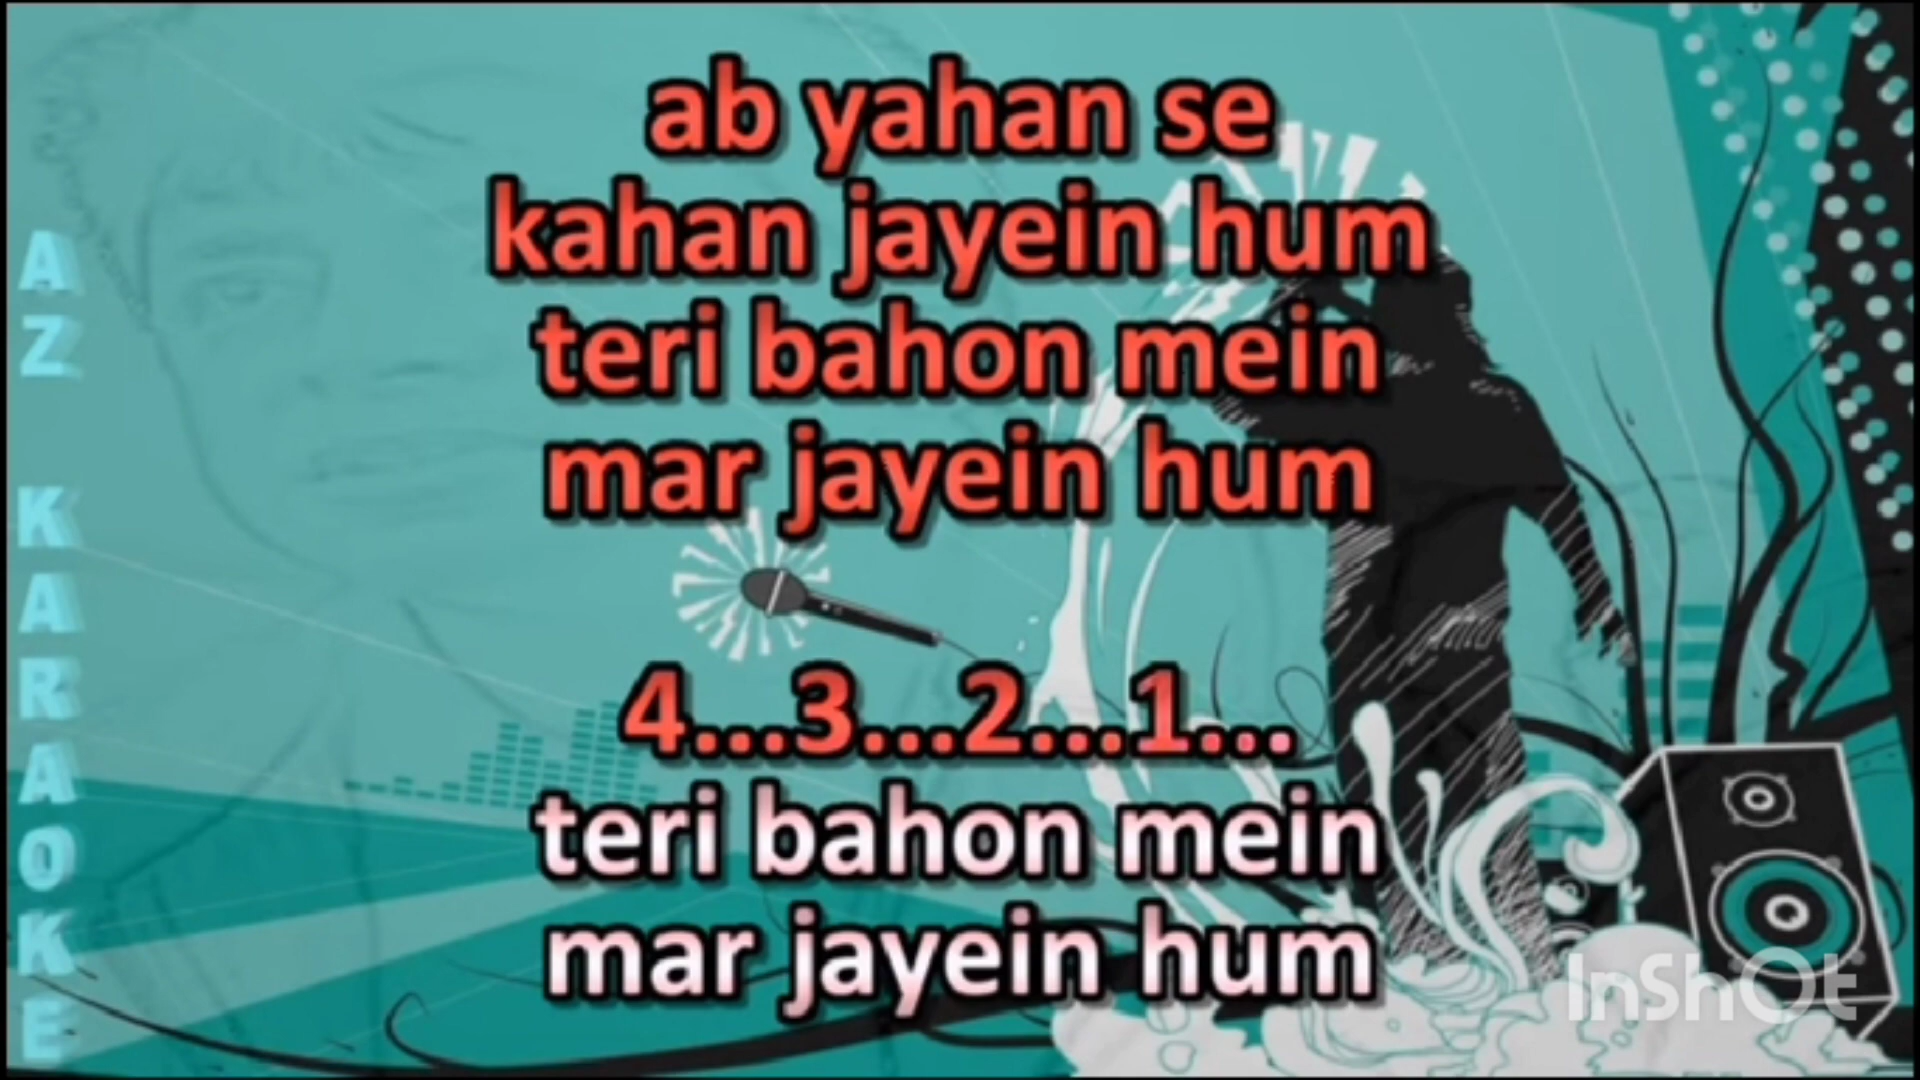 ab yahan se
kahan jayein hum
teri bahon mein
mar jayein hum
4...3...2...1...
teri bahon mein
mar jayein hum
AZ KARAOKE
InShOt